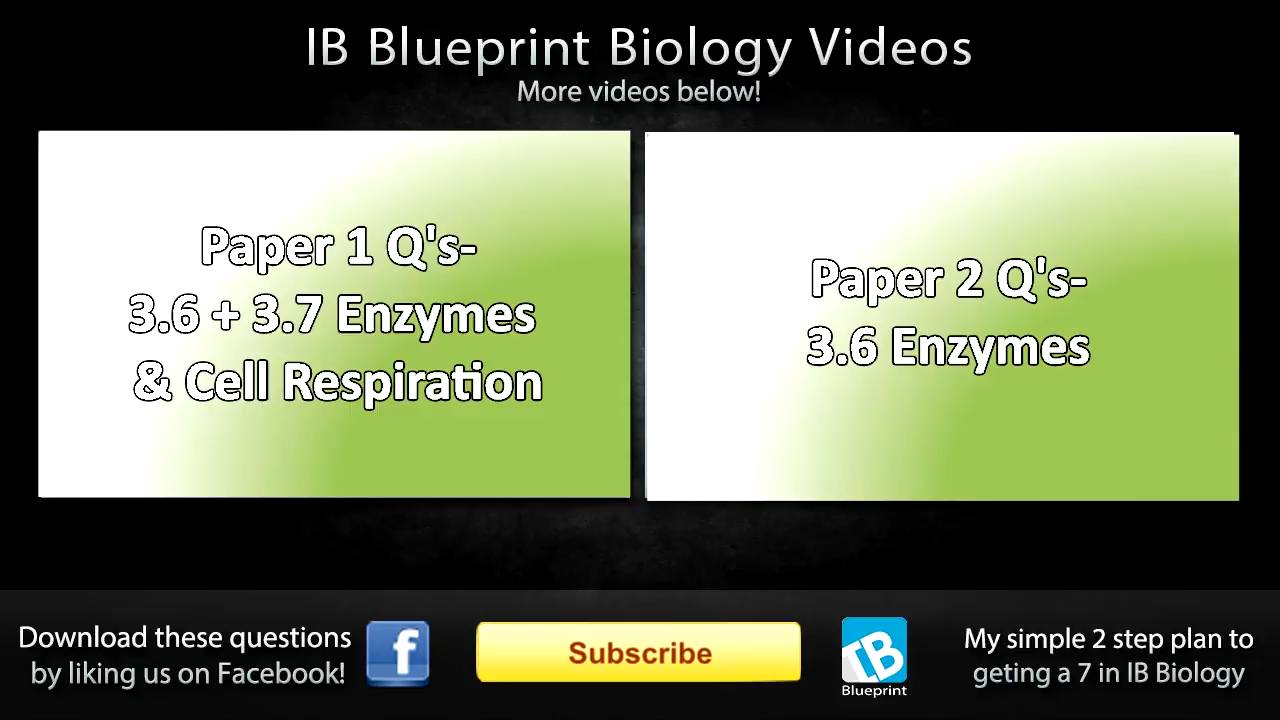 IB Blueprint Biology Videos
More videos below!
Paper 1 Q's-
3.6 + 3.7 Enzymes
& Cell Respiration
Paper 2 Q's-
3.6 Enzymes
Download these questions
by liking us on Facebook!
f
Subscribe
IB
Blueprint
My simple 2 step plan to
geting a 7 in IB Biology